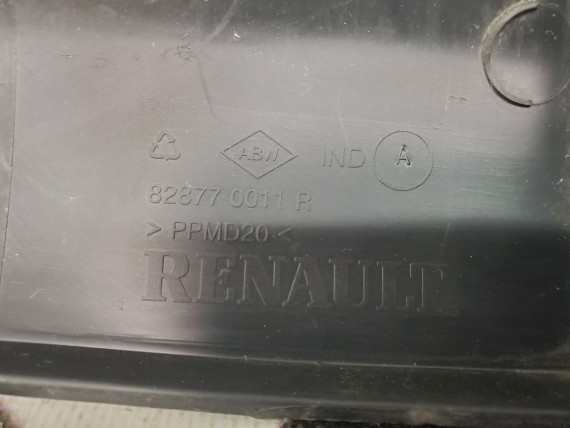 ABW IND A
82877 0011 R
> PPMD20 <
RENAULT